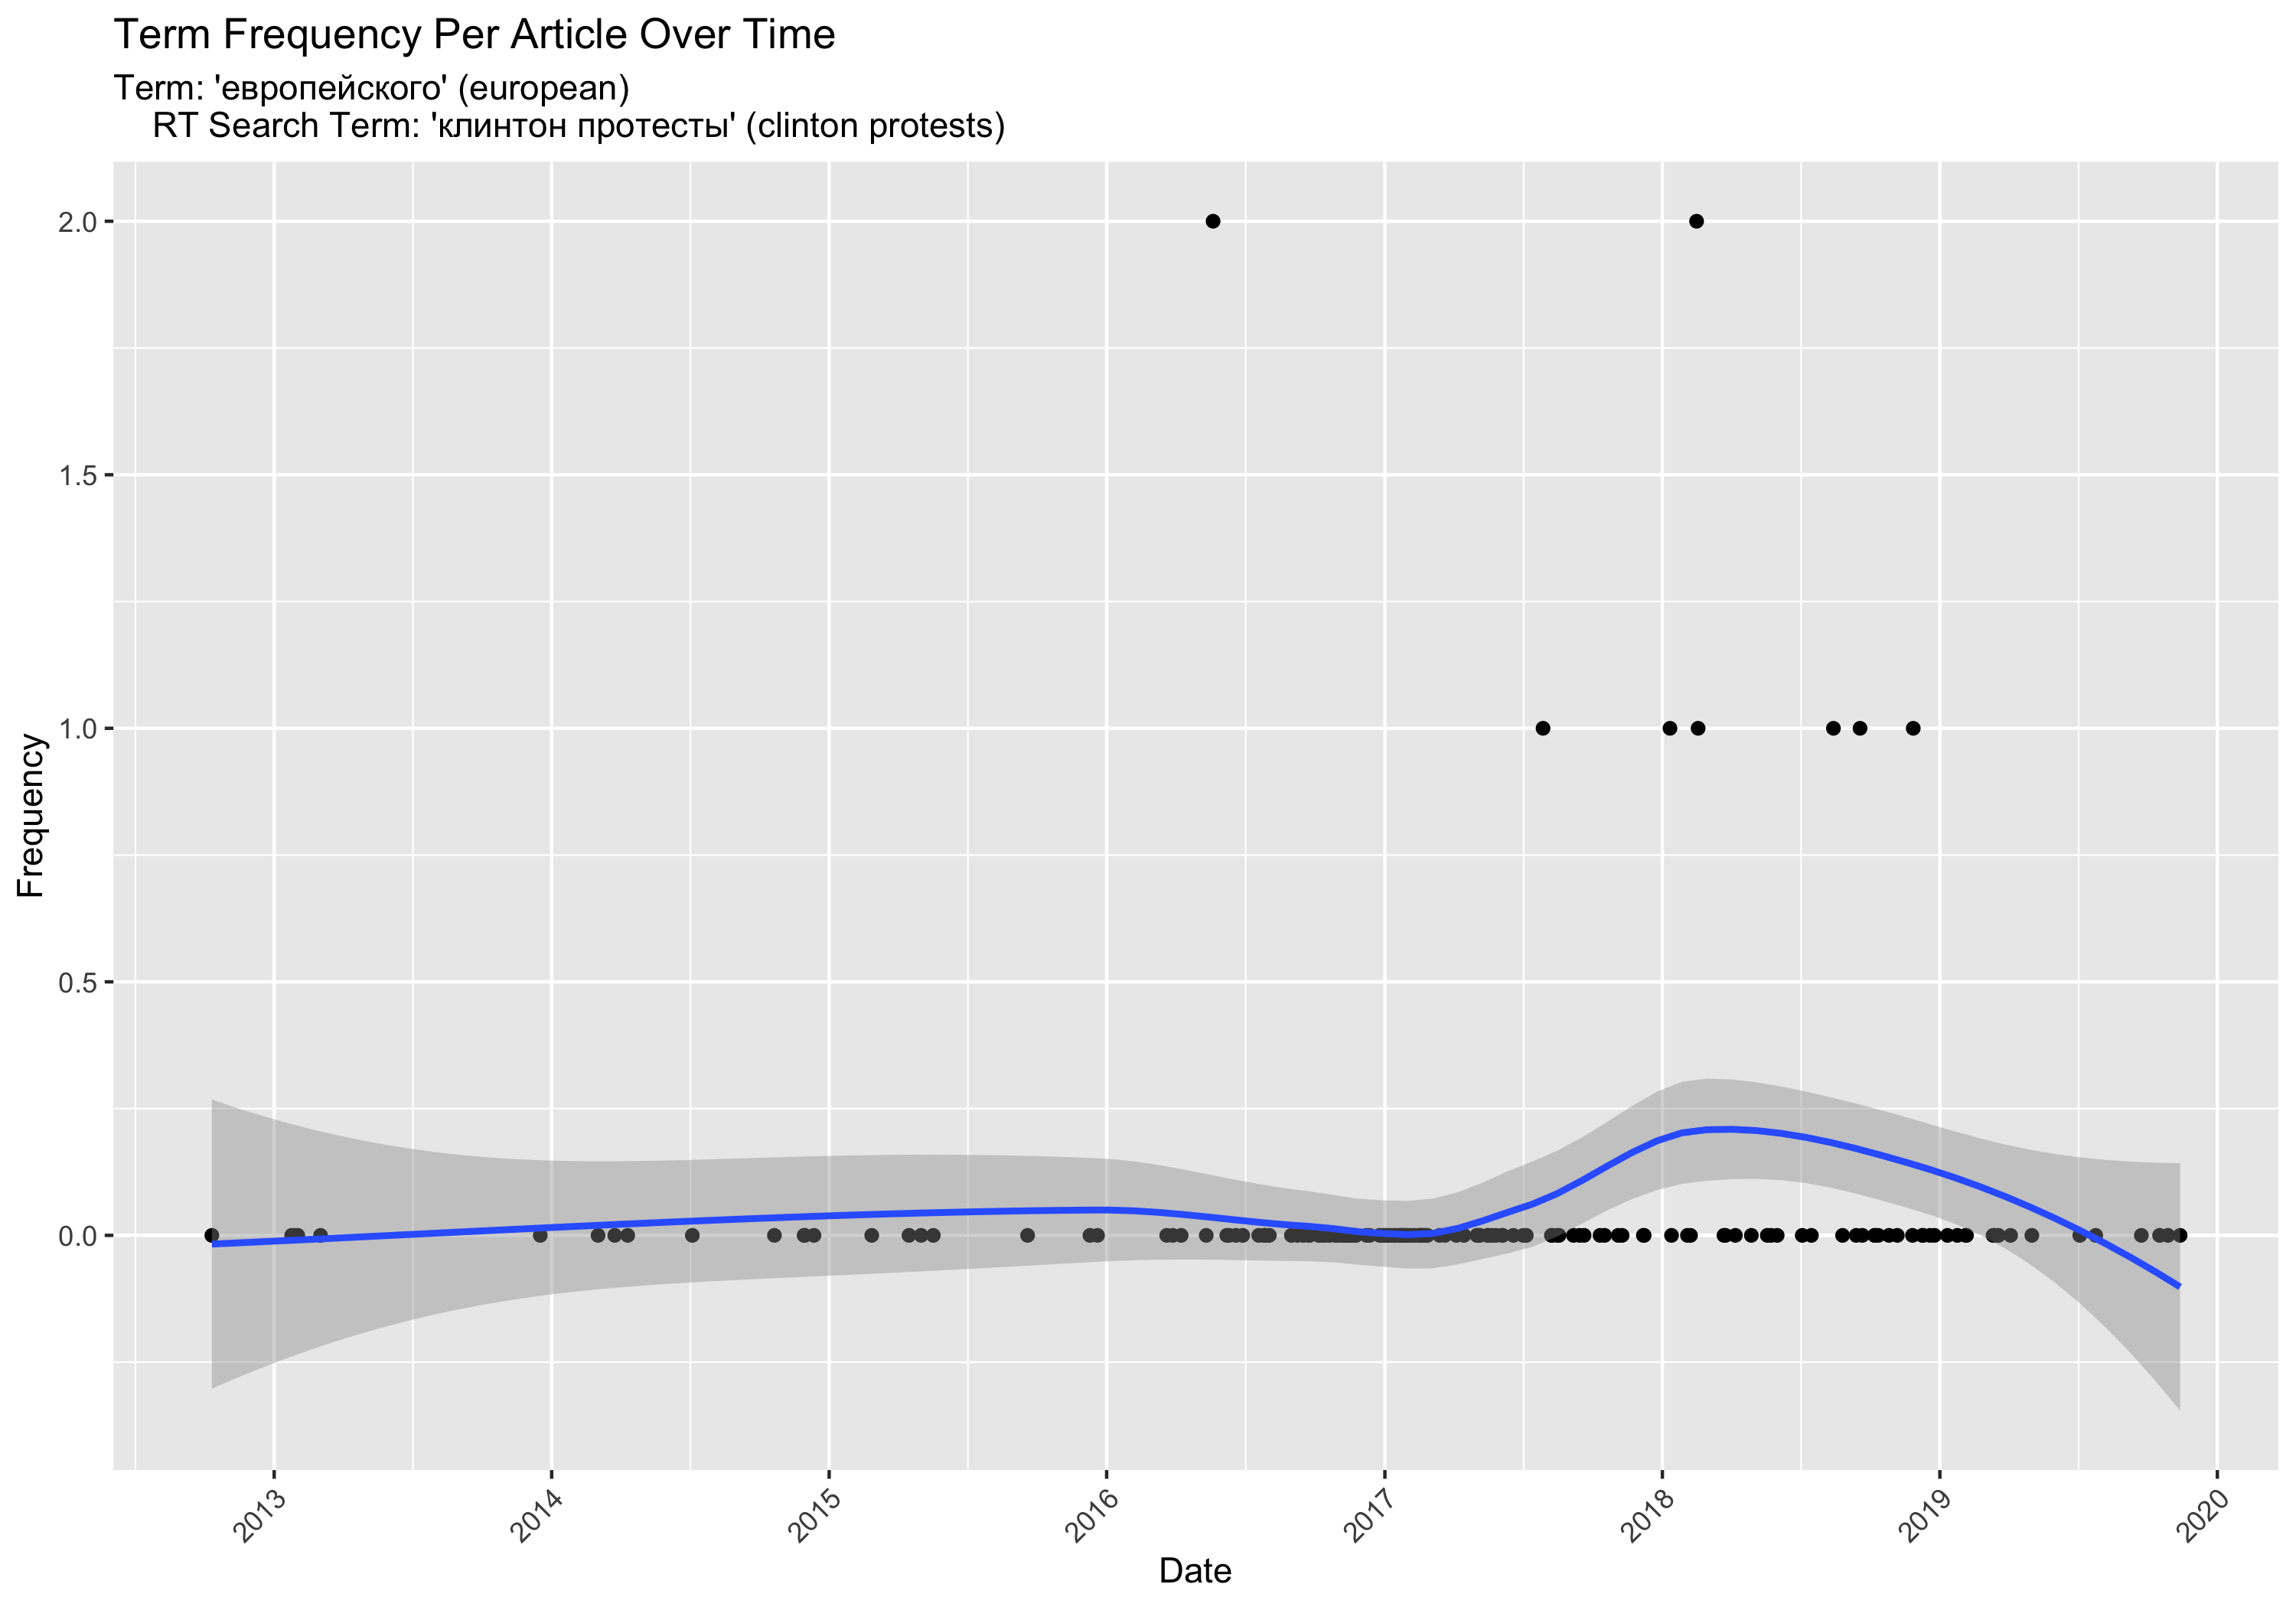 Term Frequency Per Article Over Time
Term: 'европейского' (european)
RT Search Term: 'клинтон протесты' (clinton protests)
Frequency
2.0
1.5
1.0
0.5
0.0
2013
2014
2015
2016
2017
2018
2019
2020
Date